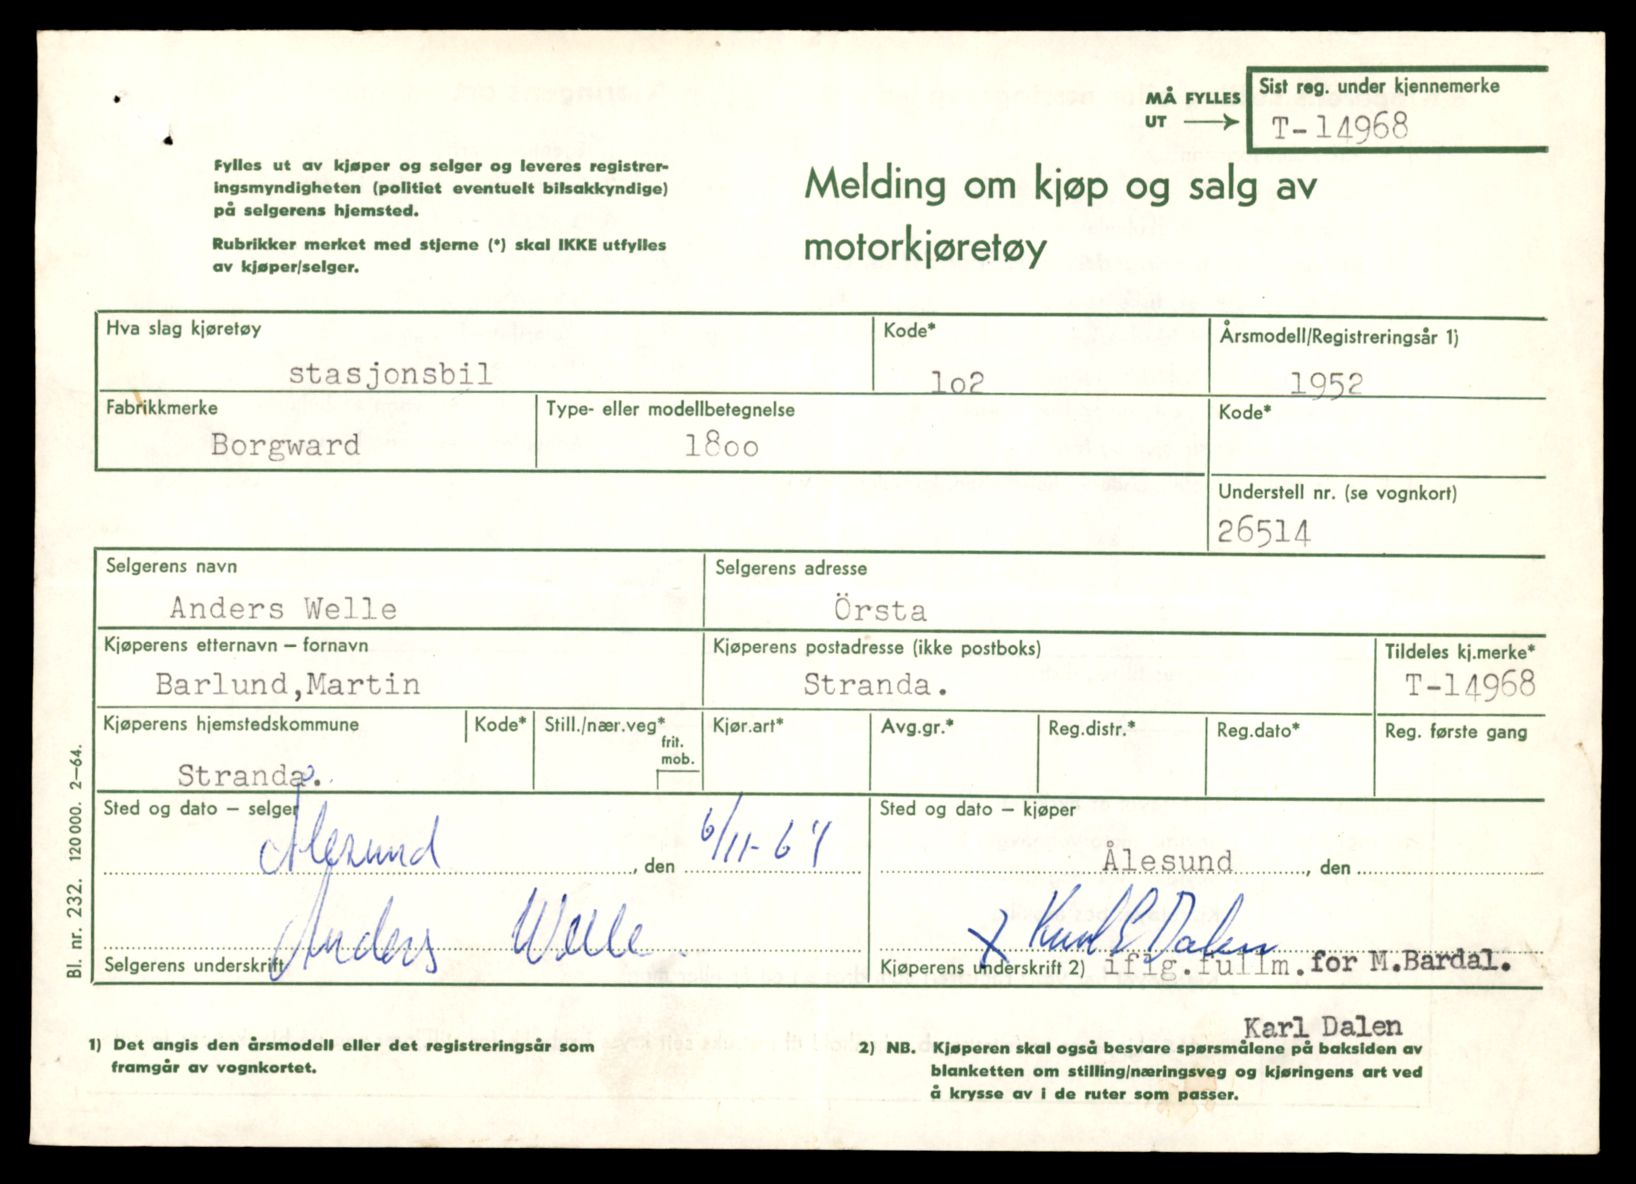 MÅ FYLLES UT
Sist reg. under kjennemerke
T-14968
Fylles ut av kjøper og selger og leveres registrer-
ingsmyndigheten (politiet eventuelt bilsakkyndige)
på selgerens hjemsted.
Rubrikker merket med stjerne (*) skal IKKE utfylles
av kjøper/selger.
Melding om kjøp og salg av
motorkjøretøy
Hva slag kjøretøy
stasjonsbil
Kode*
1o2
Årsmodell/Registreringsår 1)
1952
Fabrikkmerke
Borgward
Type- eller modellbetegnelse
18oo
Kode*
Understell nr. (se vognkort)
26514
Selgerens navn
Anders Welle
Selgerens adresse
Örsta
Kjøperens etternavn – fornavn
Barlund,Martin
Kjøperens postadresse (ikke postboks)
Stranda.
Tildeles kj.merke*
T-14968
Kjøperens hjemstedskommune
Stranda.
Kode*
Still./nær.veg*
frit.
mob.
Kjør.art*
Avg.gr.*
Reg.distr.*
Reg.dato*
Reg. første gang
Sted og dato – selger
Ålesund, den 6/11-64
Anders Welle
Selgerens underskrift
Sted og dato – kjøper
Ålesund, den
x Karl E Dalen
Kjøperens underskrift 2) iflg.fullm.for M.Bardal.
Karl Dalen
Bl. nr. 232. 120 000. 2–64.
1) Det angis den årsmodell eller det registreringsår som
framgår av vognkortet.
2) NB. Kjøperen skal også besvare spørsmålene på baksiden av
blanketten om stilling/næringsveg og kjøringens art ved
å krysse av i de ruter som passer.